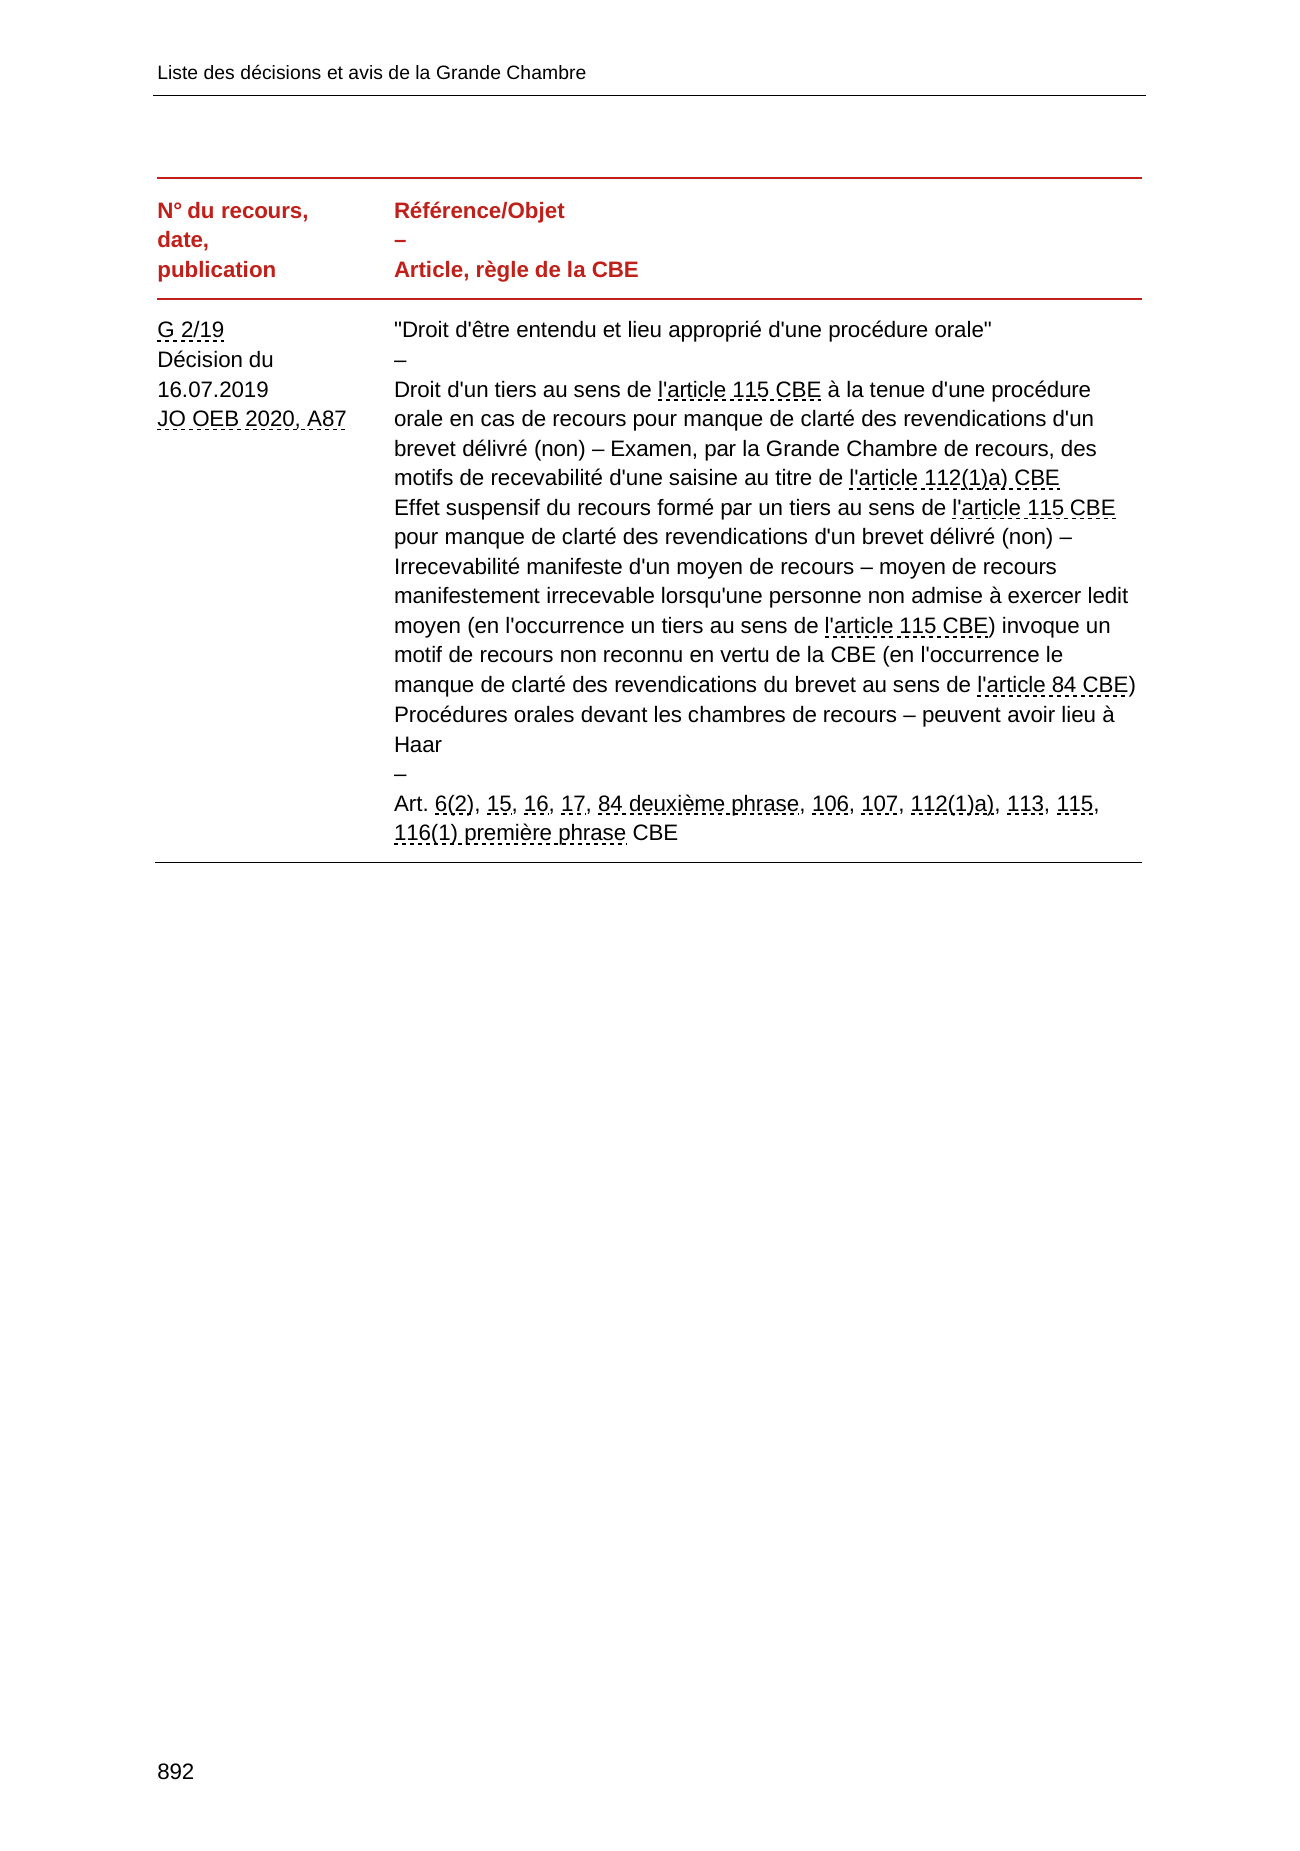 Liste des décisions et avis de la Grande Chambre
N° du recours,
date,
publication
Référence/Objet
–
Article, règle de la CBE
G 2/19
Décision du
16.07.2019
JO OEB 2020, A87
"Droit d'être entendu et lieu approprié d'une procédure orale"
–
Droit d'un tiers au sens de l'article 115 CBE à la tenue d'une procédure
orale en cas de recours pour manque de clarté des revendications d'un
brevet délivré (non) – Examen, par la Grande Chambre de recours, des
motifs de recevabilité d'une saisine au titre de l'article 112(1)a) CBE
Effet suspensif du recours formé par un tiers au sens de l'article 115 CBE
pour manque de clarté des revendications d'un brevet délivré (non) –
Irrecevabilité manifeste d'un moyen de recours – moyen de recours
manifestement irrecevable lorsqu'une personne non admise à exercer ledit
moyen (en l'occurrence un tiers au sens de l'article 115 CBE) invoque un
motif de recours non reconnu en vertu de la CBE (en l'occurrence le
manque de clarté des revendications du brevet au sens de l'article 84 CBE)
Procédures orales devant les chambres de recours – peuvent avoir lieu à
Haar
–
Art. 6(2), 15, 16, 17, 84 deuxième phrase, 106, 107, 112(1)a), 113, 115,
116(1) première phrase CBE
892